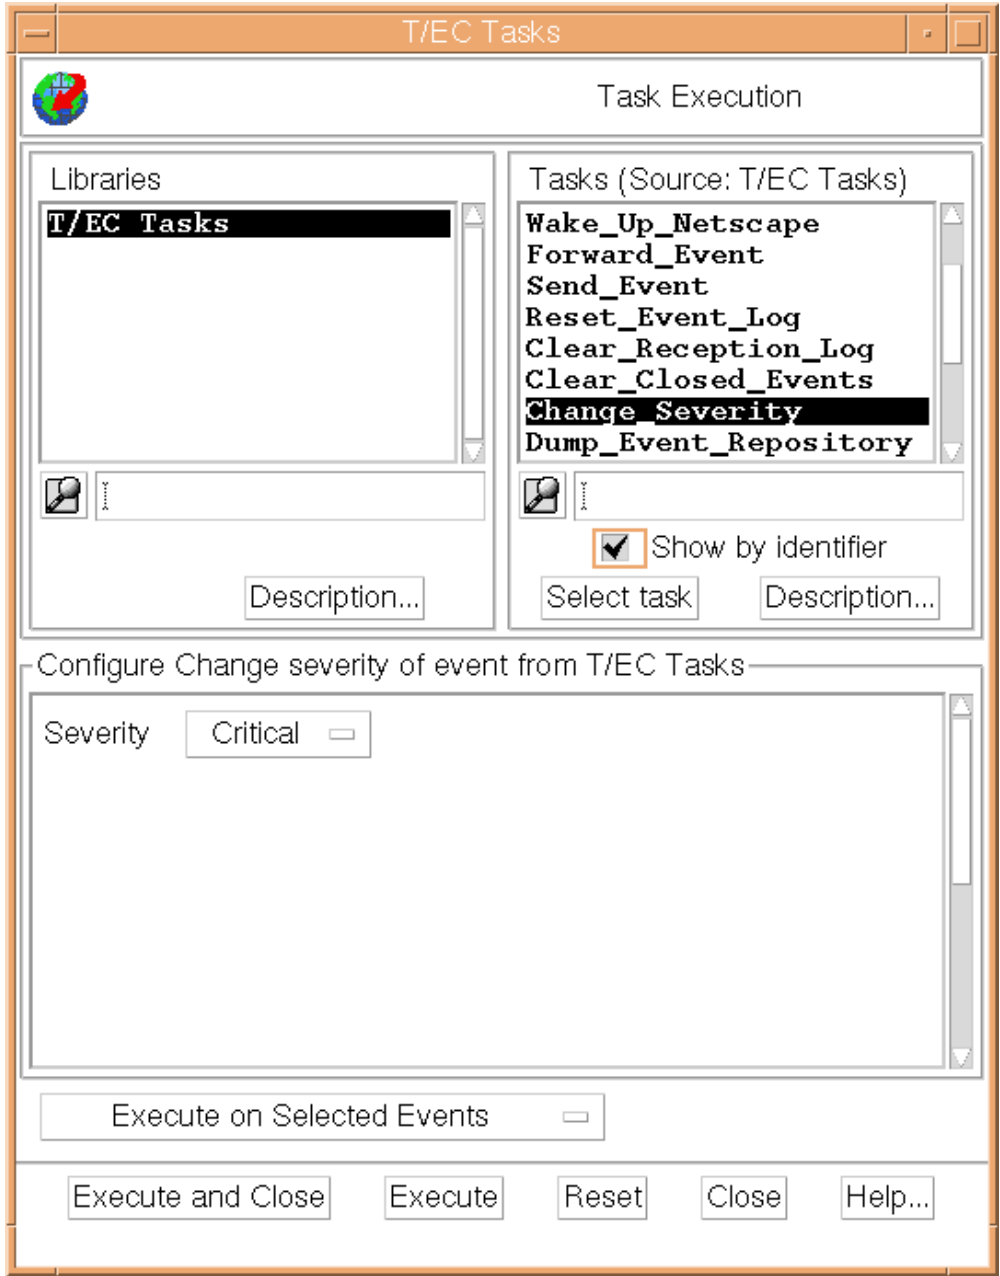 T/EC Tasks
Task Execution
Libraries
T/EC Tasks
Description...
Tasks (Source: T/EC Tasks)
Wake_Up_Netscape
Forward_Event
Send_Event
Reset_Event_Log
Clear_Reception_Log
Clear_Closed_Events
Change_Severity
Dump_Event_Repository
Show by identifier
Select task
Description...
Configure Change severity of event from T/EC Tasks
Severity Critical
Execute on Selected Events
Execute and Close Execute Reset Close Help...